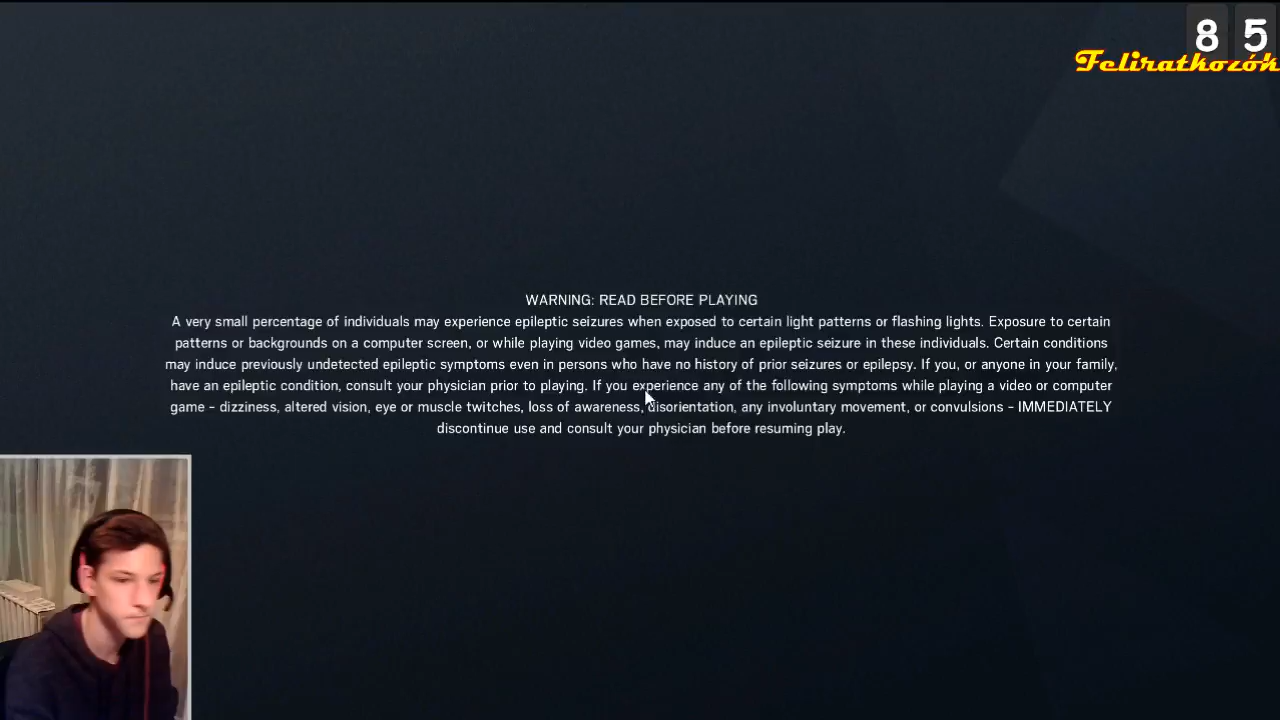 85
Feliratkozók
WARNING: READ BEFORE PLAYING
A very small percentage of individuals may experience epileptic seizures when exposed to certain light patterns or flashing lights. Exposure to certain
patterns or backgrounds on a computer screen, or while playing video games, may induce an epileptic seizure in these individuals. Certain conditions
may induce previously undetected epileptic symptoms even in persons who have no history of prior seizures or epilepsy. If you, or anyone in your family,
have an epileptic condition, consult your physician prior to playing. If you experience any of the following symptoms while playing a video or computer
game - dizziness, altered vision, eye or muscle twitches, loss of awareness, disorientation, any involuntary movement, or convulsions - IMMEDIATELY
discontinue use and consult your physician before resuming play.